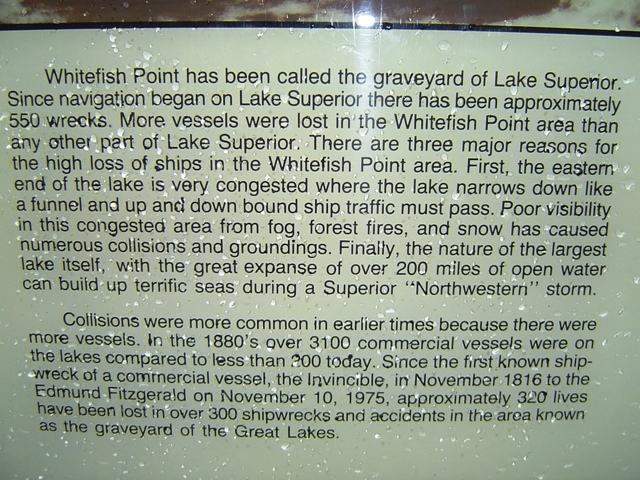 Whitefish Point has been called the graveyard of Lake Superior.
Since navigation began on Lake Superior there has been approximately
550 wrecks. More vessels were lost in the Whitefish Point area than
any other part of Lake Superior. There are three major reasons for
the high loss of ships in the Whitefish Point area. First, the eastern
end of the lake is very congested where the lake narrows down like
a funnel and up and down bound ship traffic must pass. Poor visibility
in this congested area from fog, forest fires, and snow has caused
numerous collisions and groundings. Finally, the nature of the largest
lake itself, with the great expanse of over 200 miles of open water
can build up terrific seas during a Superior "Northwestern" storm.
Collisions were more common in earlier times because there were
more vessels. In the 1880's over 3100 commercial vessels were on
the lakes compared to less than 200 today. Since the first known ship-
wreck of a commercial vessel, the Invincible, in November 1816 to the
Edmund Fitzgerald on November 10, 1975, approximately 320 lives
have been lost in over 300 shipwrecks and accidents in the area known
as the graveyard of the Great Lakes.